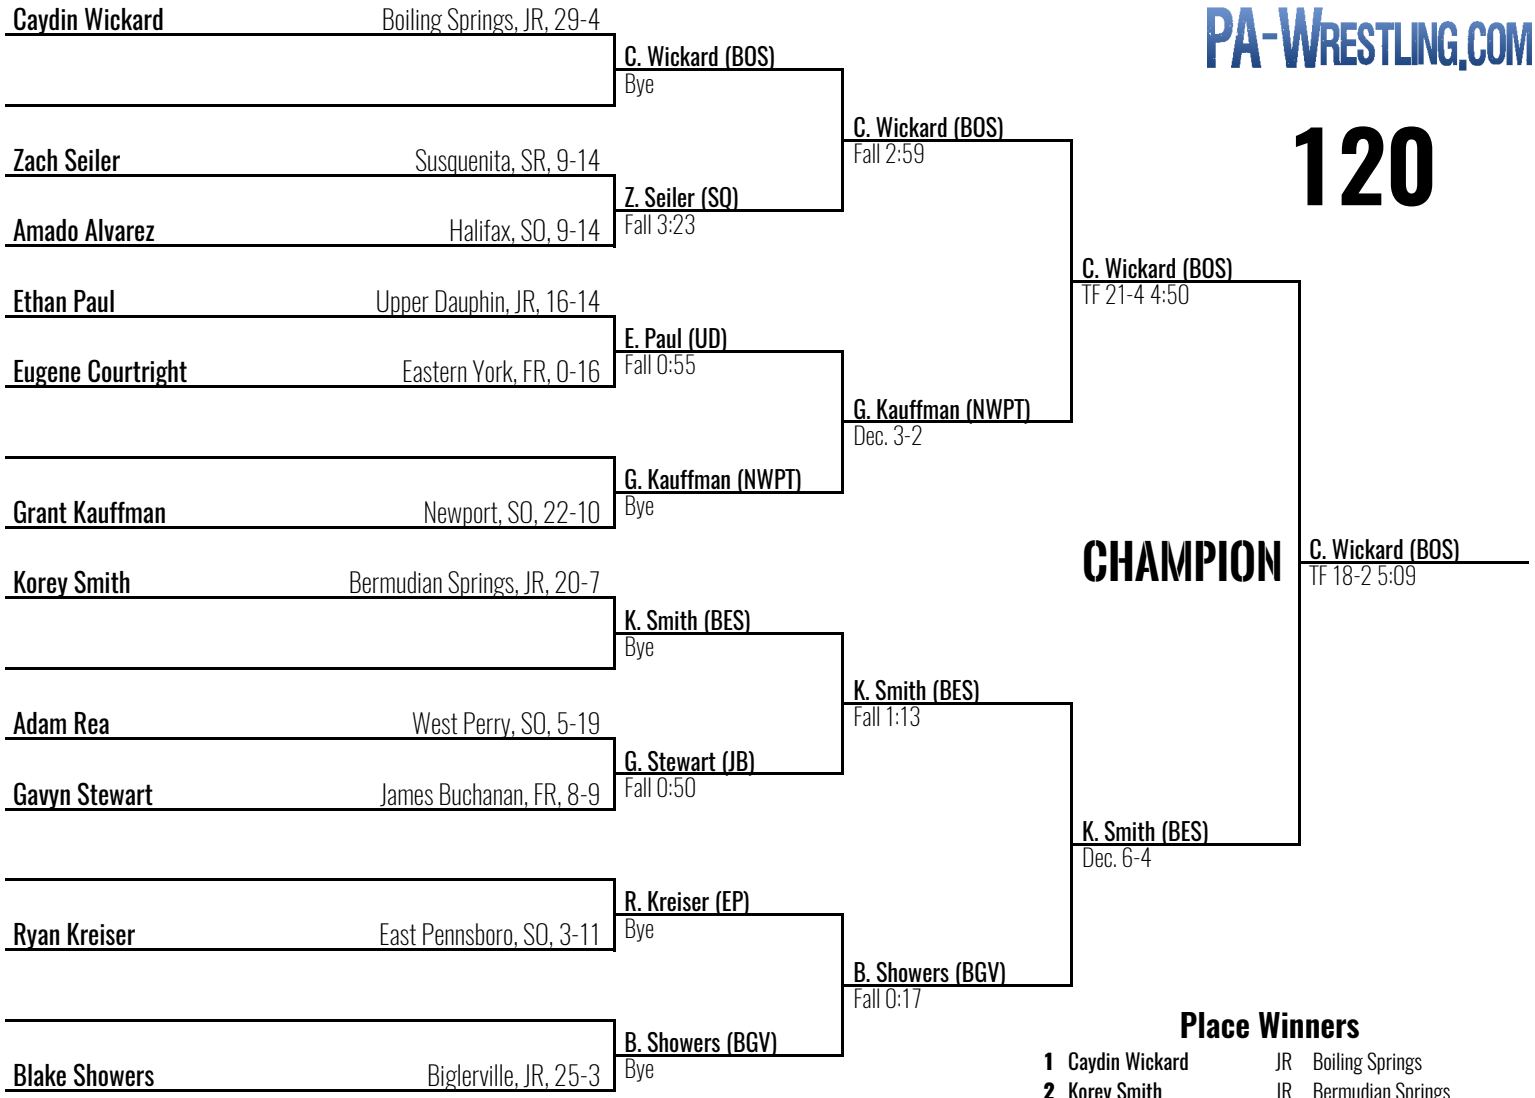 Caydin Wickard Boiling Springs, JR, 29-4
PA-WRESTLING.COM
C. Wickard (BOS)
Bye
C. Wickard (BOS)
Fall 2:59
120
Zach Seiler Susquenita, SR, 9-14
Z. Seiler (SQ)
Fall 3:23
Amado Alvarez Halifax, SO, 9-14
C. Wickard (BOS)
TF 21-4 4:50
Ethan Paul Upper Dauphin, JR, 16-14
E. Paul (UD)
Fall 0:55
Eugene Courtright Eastern York, FR, 0-16
G. Kauffman (NWPT)
Dec. 3-2
G. Kauffman (NWPT)
Bye
Grant Kauffman Newport, SO, 22-10
CHAMPION
C. Wickard (BOS)
TF 18-2 5:09
Korey Smith Bermudian Springs, JR, 20-7
K. Smith (BES)
Bye
K. Smith (BES)
Fall 1:13
Adam Rea West Perry, SO, 5-19
G. Stewart (JB)
Fall 0:50
Gavyn Stewart James Buchanan, FR, 8-9
K. Smith (BES)
Dec. 6-4
R. Kreiser (EP)
Bye
Ryan Kreiser East Pennsboro, SO, 3-11
B. Showers (BGV)
Fall 0:17
B. Showers (BGV)
Bye
Blake Showers Biglerville, JR, 25-3
Place Winners
1 Caydin Wickard JR Boiling Springs
2 Korey Smith JR Bermudian Springs